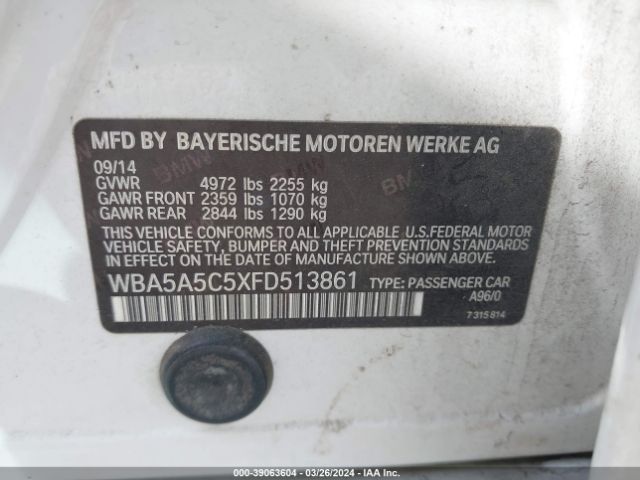 MFD BY BAYERISCHE MOTOREN WERKE AG
09/14
GVWR 4972 lbs 2255 kg
GAWR FRONT 2359 lbs 1070 kg
GAWR REAR 2844 lbs 1290 kg
THIS VEHICLE CONFORMS TO ALL APPLICABLE U.S.FEDERAL MOTOR
VEHICLE SAFETY, BUMPER AND THEFT PREVENTION STANDARDS
IN EFFECT ON THE DATE OF MANUFACTURE SHOWN ABOVE.
WBA5A5C5XFD513861 TYPE: PASSENGER CAR
A96/0
7315814
000-39063604 / 03/26/2024 / IAAI.COM